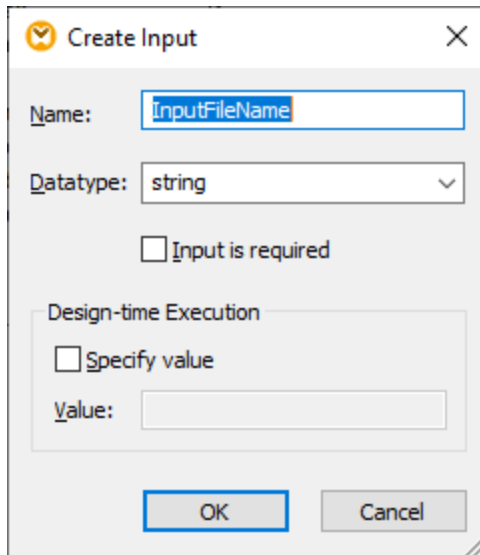 Create Input
Name: InputFileName
Datatype: string
Input is required
Design-time Execution
Specify value
Value:
OK Cancel